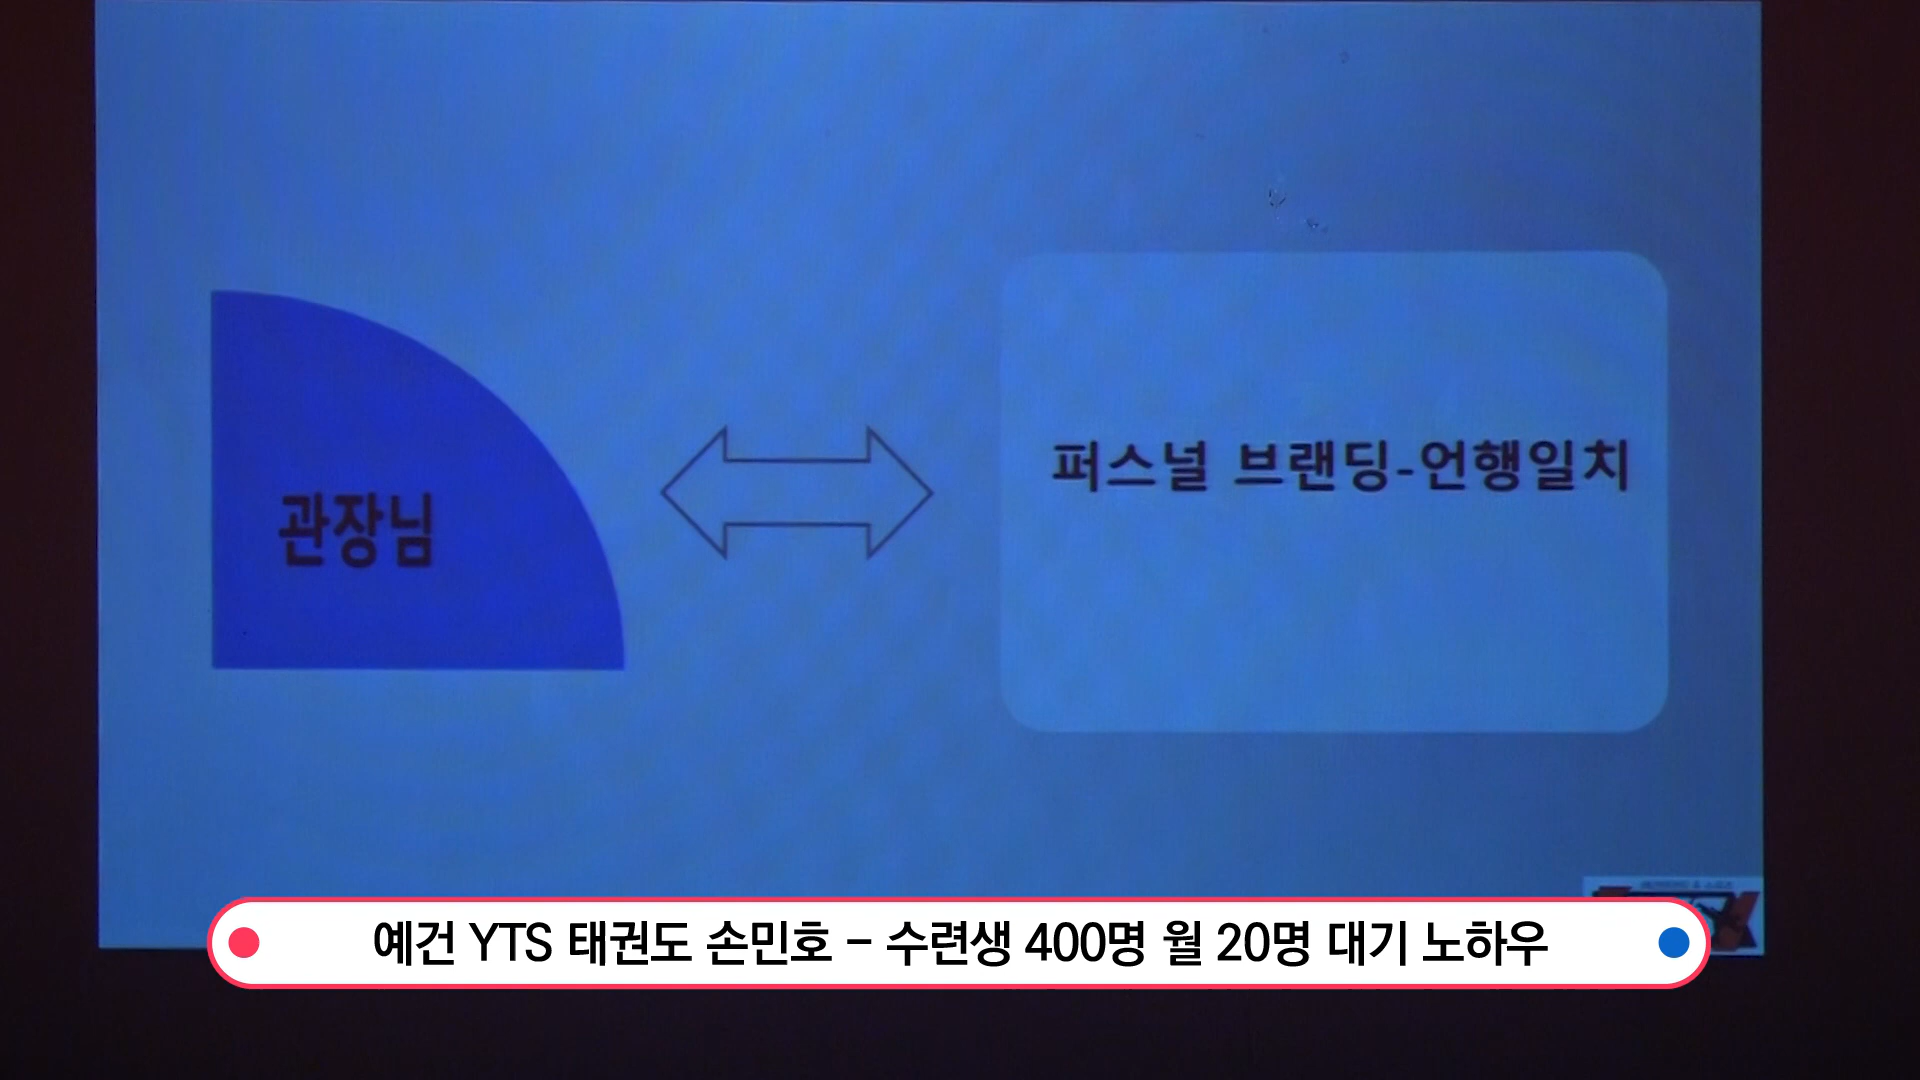 관장님
퍼스널 브랜딩-언행일치
예건 YTS 태권도 손민호 - 수련생 400명 월 20명 대기 노하우